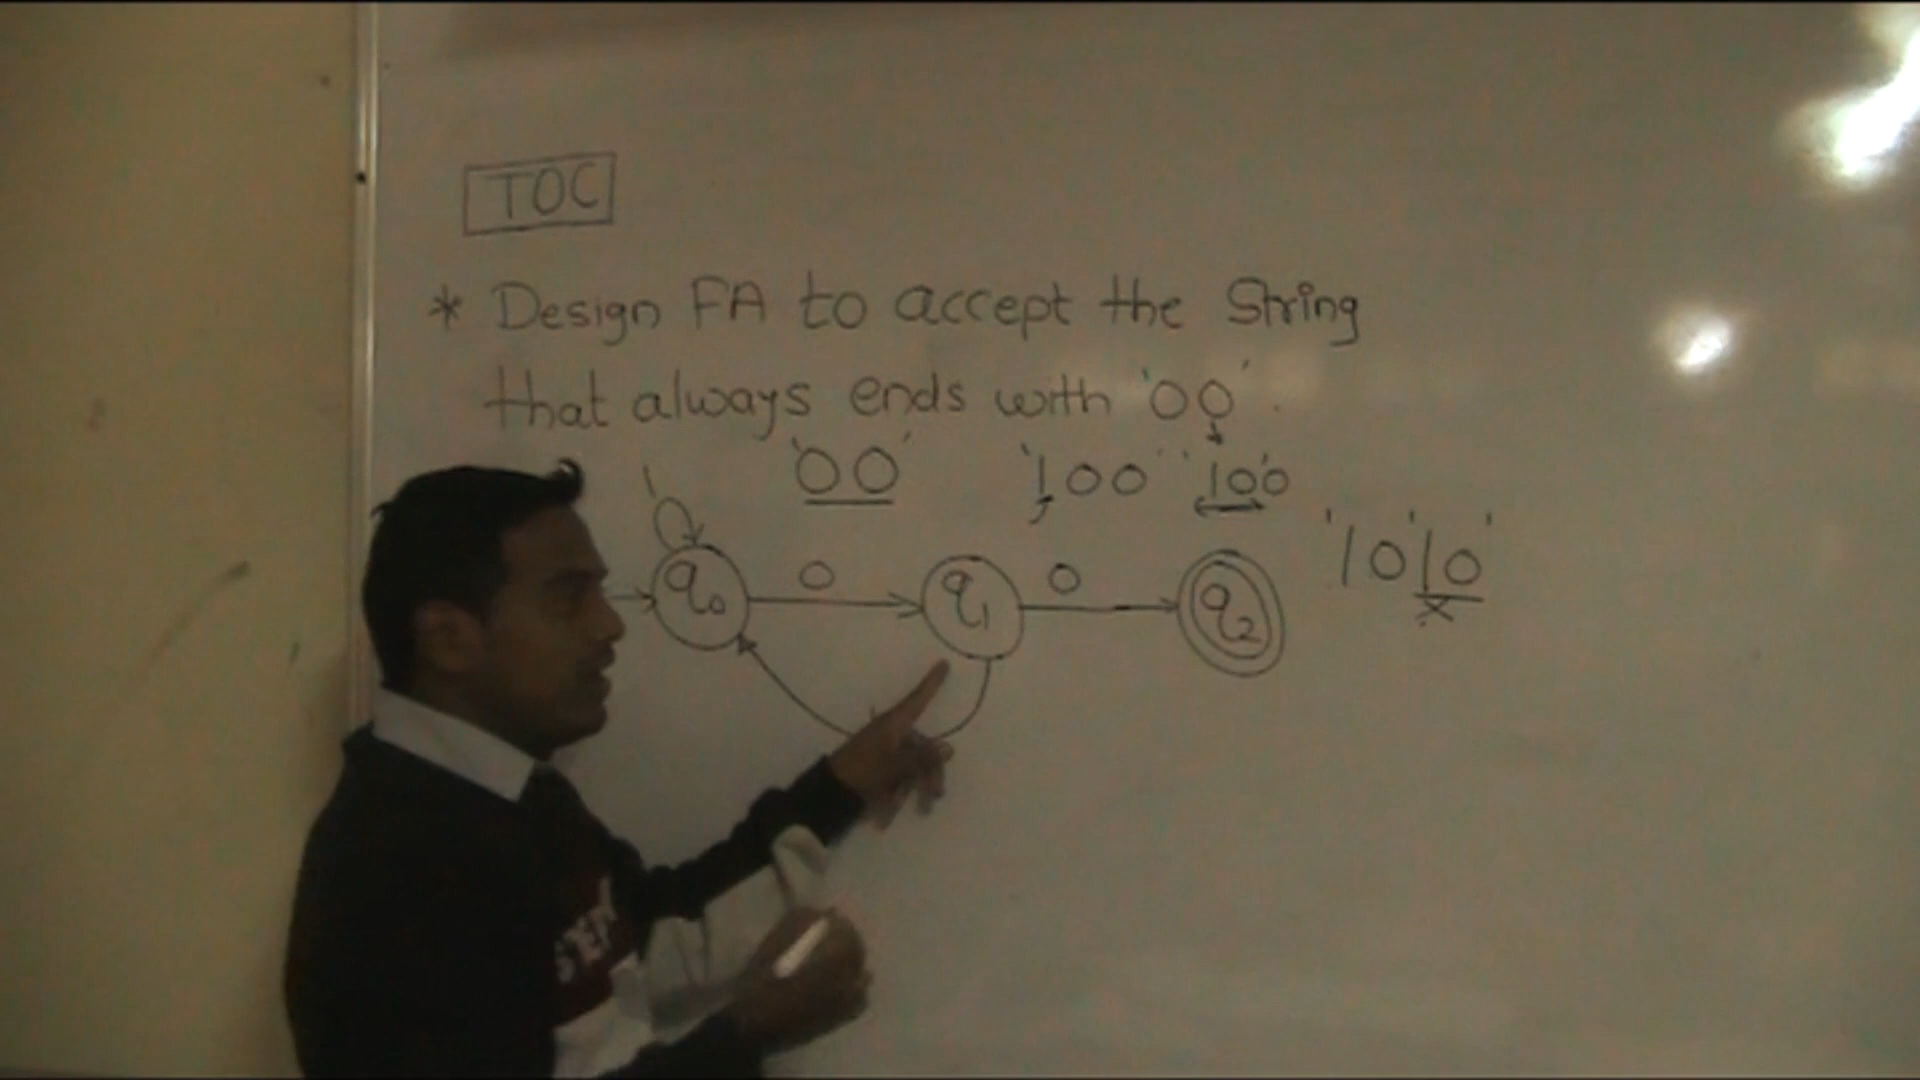 TOC
* Design FA to accept the String
that always ends with '00'.
'00' '100' '100'
'1010'
1
q0 0 q1 0 q2